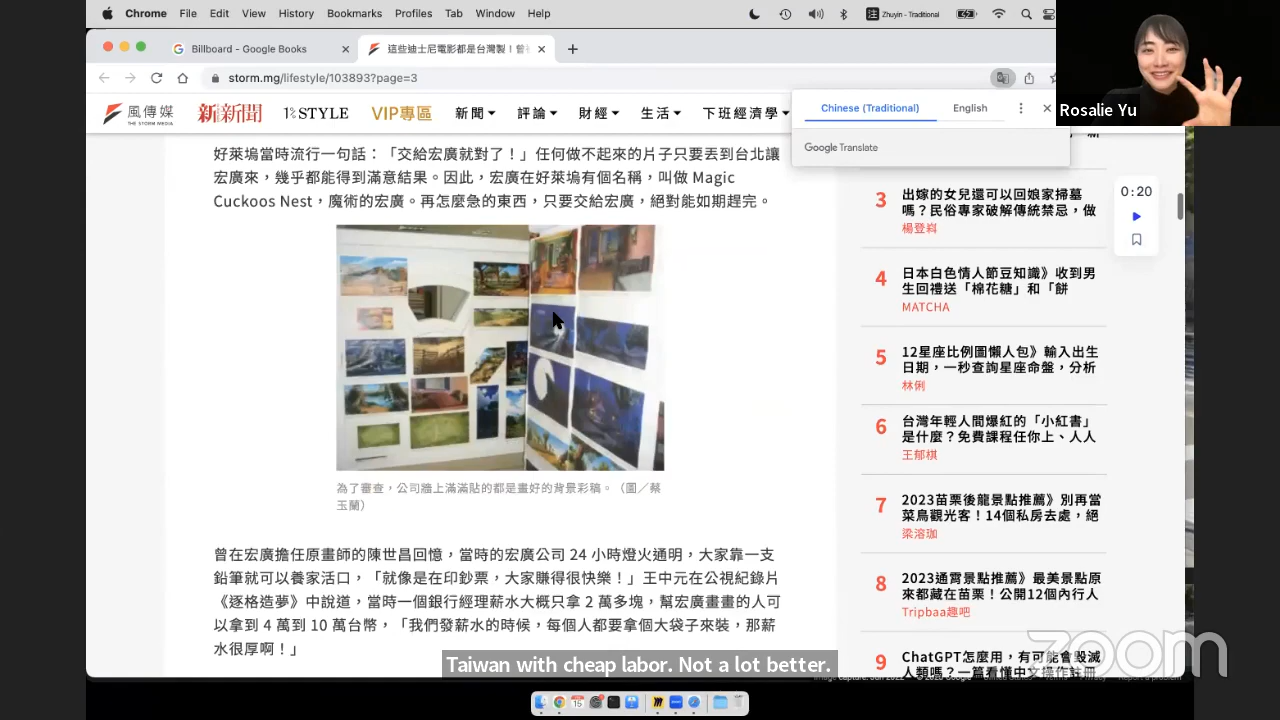 Chrome File Edit View History Bookmarks Profiles Tab Window Help
注 Zhuyin - Traditional
Billboard - Google Books
這些迪士尼電影都是台灣製！曾被
storm.mg/lifestyle/103893?page=3
Rosalie Yu
風傳媒
THE STORM MEDIA
新新聞
STYLE
VIP專區
新聞
評論
財經
生活
下班經濟學
Chinese (Traditional)
English
Google Translate
好萊塢當時流行一句話：「交給宏廣就對了！」任何做不起來的片子只要丟到台北讓
宏廣來，幾乎都能得到滿意結果。因此，宏廣在好萊塢有個名稱，叫做 Magic
Cuckoos Nest，魔術的宏廣。再怎麼急的東西，只要交給宏廣，絕對能如期趕完。
為了審查，公司牆上滿滿貼的都是畫好的背景彩稿。（圖／蔡
玉蘭）
曾在宏廣擔任原畫師的陳世昌回憶，當時的宏廣公司 24 小時燈火通明，大家靠一支
鉛筆就可以養家活口，「就像是在印鈔票，大家賺得很快樂！」王中元在公視紀錄片
《逐格造夢》中說道，當時一個銀行經理薪水大概只拿 2 萬多塊，幫宏廣畫畫的人可
以拿到 4 萬到 10 萬台幣，「我們發薪水的時候，每個人都要拿個大袋子來裝，那薪
水很厚啊！」
3
出嫁的女兒還可以回娘家掃墓
嗎？民俗專家破解傳統禁忌，做
楊登嵙
4
日本白色情人節豆知識》收到男
生回禮送「棉花糖」和「餅
MATCHA
5
12星座比例圖懶人包》輸入出生
日期，一秒查詢星座命盤，分析
林俐
6
台灣年輕人間爆紅的「小紅書」
是什麼？免費課程任你上、人人
王郁棋
7
2023苗栗後龍景點推薦》別再當
菜鳥觀光客！14個私房去處，絕
梁溶珈
8
2023通霄景點推薦》最美景點原
來都藏在苗栗！公開12個內行人
Tripbaa趣吧
9
ChatGPT怎麼用，有可能會毀滅
人類嗎？一篇看懂中文操作註冊
0:20
Taiwan with cheap labor. Not a lot better.
zoom